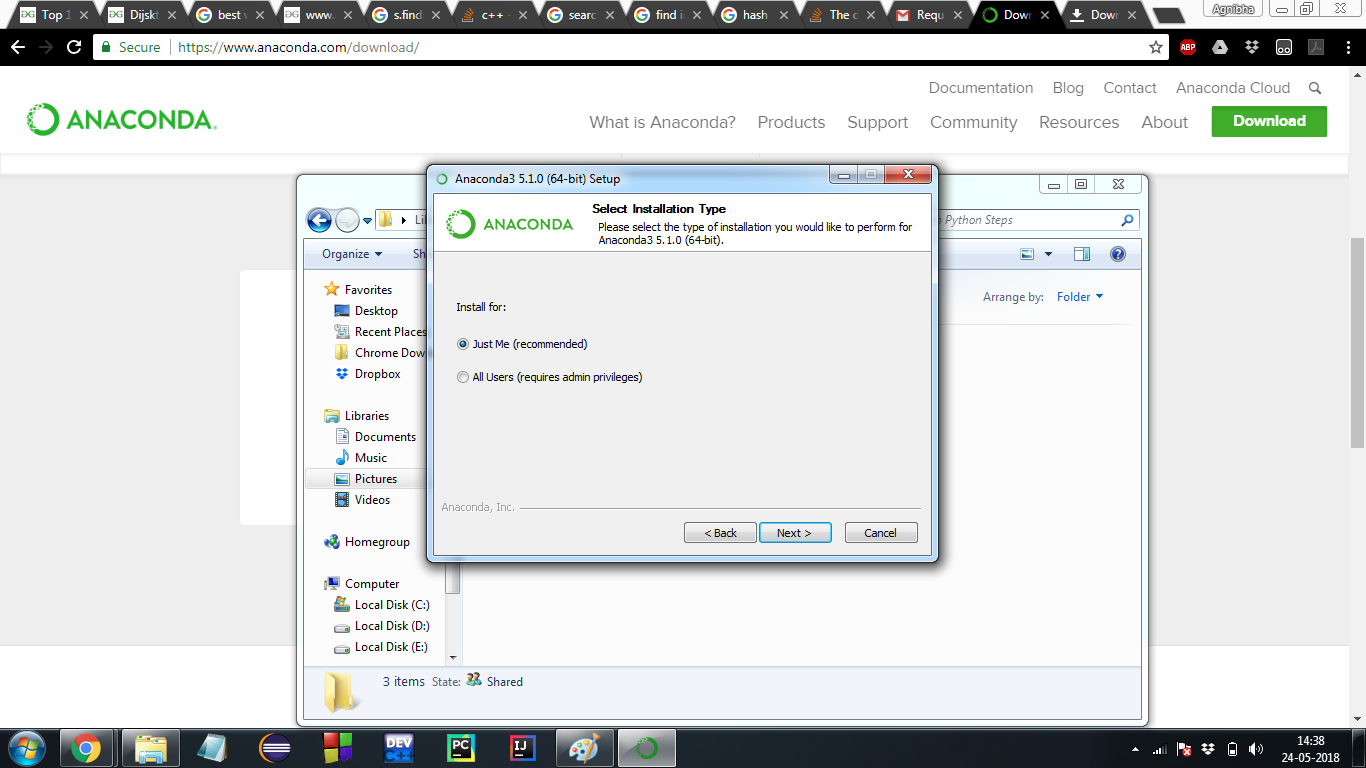 Top 1
Dijskt
best v
www.
s.find
c++ -
searc
find i
hash
The d
Requ
Dow
Dow
Agnibha
Secure
https://www.anaconda.com/download/
ABP
Documentation Blog Contact Anaconda Cloud
ANACONDA.
What is Anaconda? Products Support Community Resources About Download
Anaconda3 5.1.0 (64-bit) Setup
ANACONDA
Select Installation Type
Please select the type of installation you would like to perform for
Anaconda3 5.1.0 (64-bit).
Python Steps
Organize
Arrange by: Folder
Install for:
Just Me (recommended)
All Users (requires admin privileges)
Anaconda, Inc.
< Back Next > Cancel
Favorites
Desktop
Recent Places
Chrome Dow
Dropbox
Libraries
Documents
Music
Pictures
Videos
Homegroup
Computer
Local Disk (C:)
Local Disk (D:)
Local Disk (E:)
3 items State: Shared
DEV
C++
PC
IJ
14:38
24-05-2018